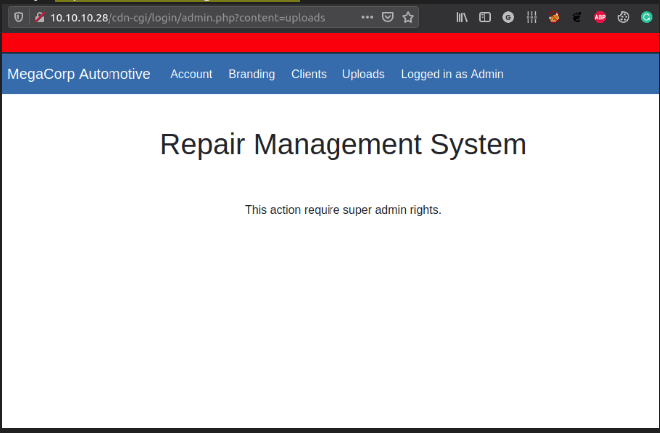 10.10.10.28/cdn-cgi/login/admin.php?content=uploads
ABP
MegaCorp Automotive Account Branding Clients Uploads Logged in as Admin
Repair Management System
This action require super admin rights.